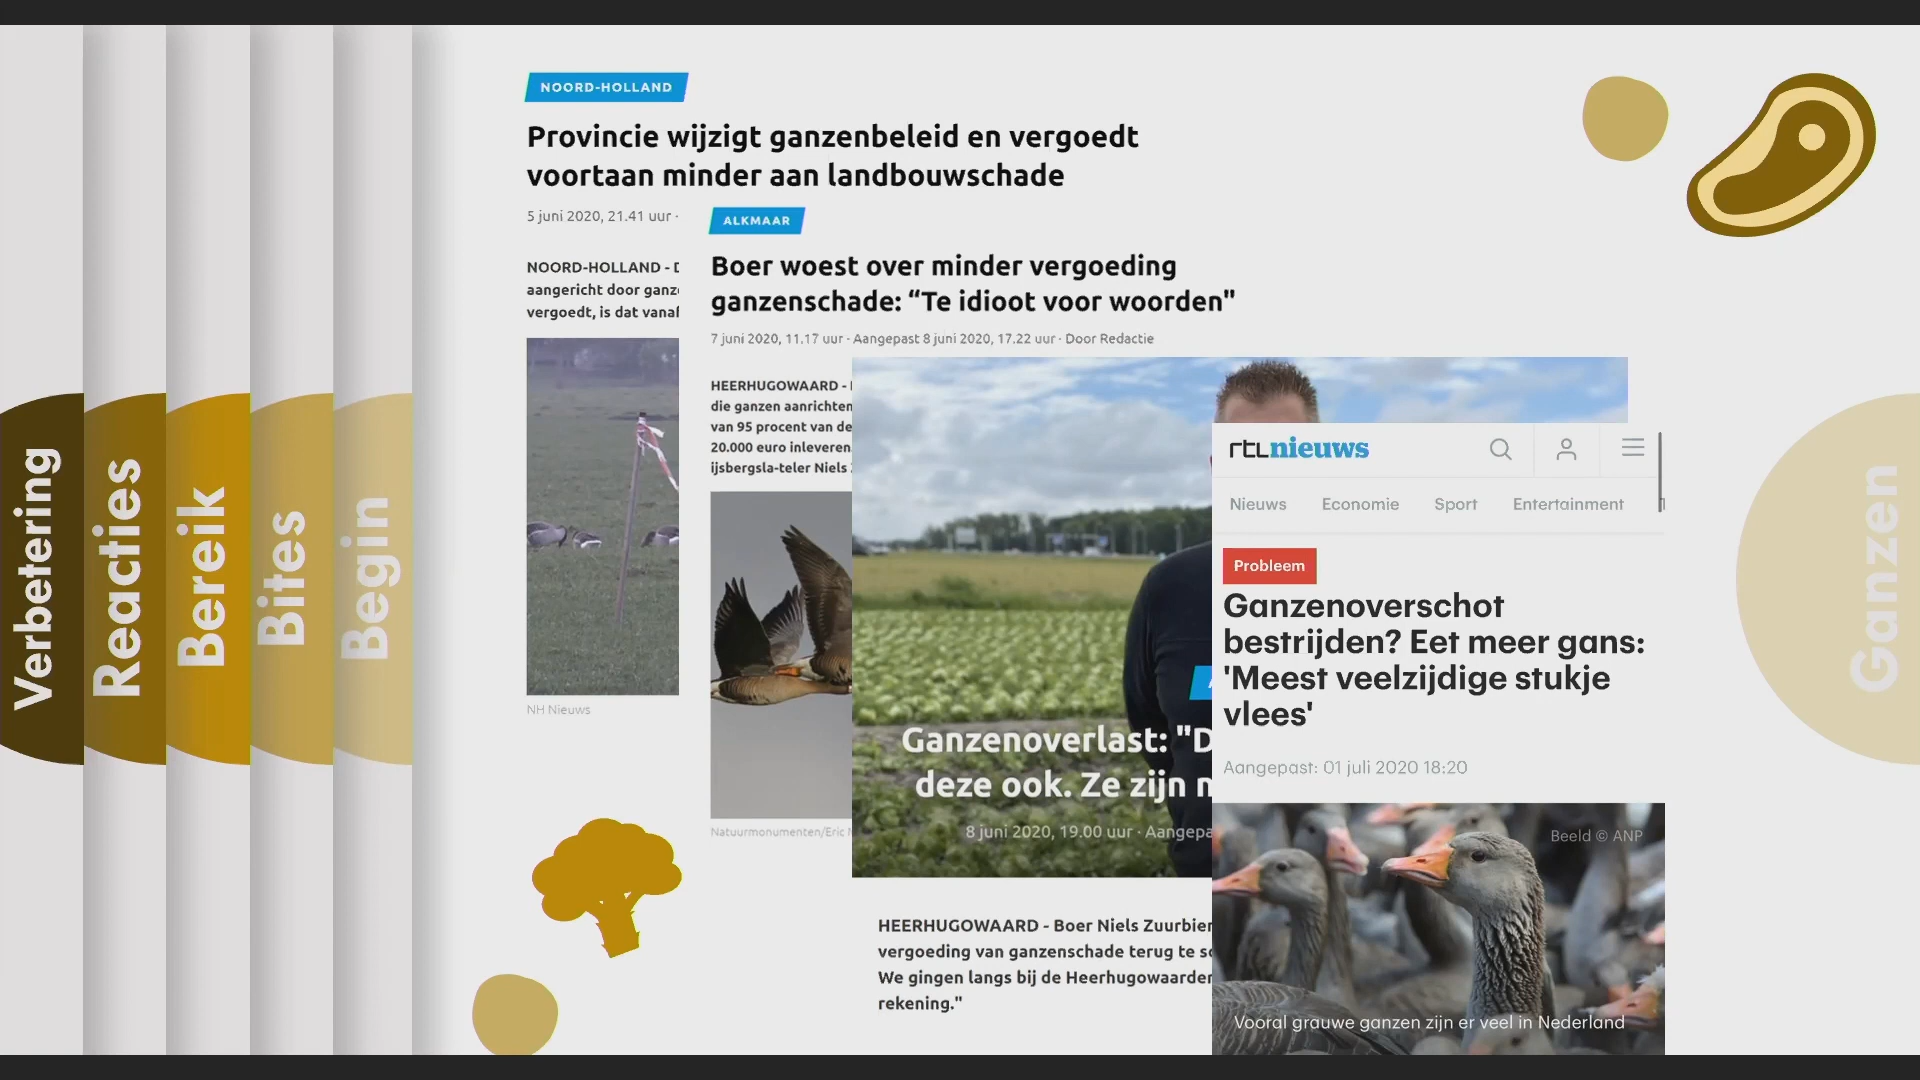 Verbetering
Reacties
Bereik
Bites
Begin
NOORD-HOLLAND
Provincie wijzigt ganzenbeleid en vergoedt
voortaan minder aan landbouwschade
5 juni 2020, 21.41 uur ·
NOORD-HOLLAND -
aangericht door
vergoedt, is dat
NH Nieuws
ALKMAAR
Boer woest over minder vergoeding
ganzenschade: “Te idioot voor woorden"
7 juni 2020, 11.17 uur · Aangepast 8 juni 2020, 17.22 uur · Door Redactie
HEERHUGOWAARD -
die ganzen aanrichten
van 95 procent van de
20.000 euro inleveren
ijsbergsla-teler Niels
Natuurmonumenten/Eric
Ganzenoverlast: "D
deze ook. Ze zijn
8 juni 2020, 19.00 uur ·
HEERHUGOWAARD - Boer Niels Zuurbier
vergoeding van ganzenschade terug te
We gingen langs bij de Heerhugowaarder
rekening."
rtlnieuws
Nieuws Economie Sport Entertainment
Probleem
Ganzenoverschot
bestrijden? Eet meer gans:
'Meest veelzijdige stukje
vlees'
Aangepast: 01 juli 2020 18:20
Beeld © ANP
Vooral grauwe ganzen zijn er veel in Nederland
Ganzen